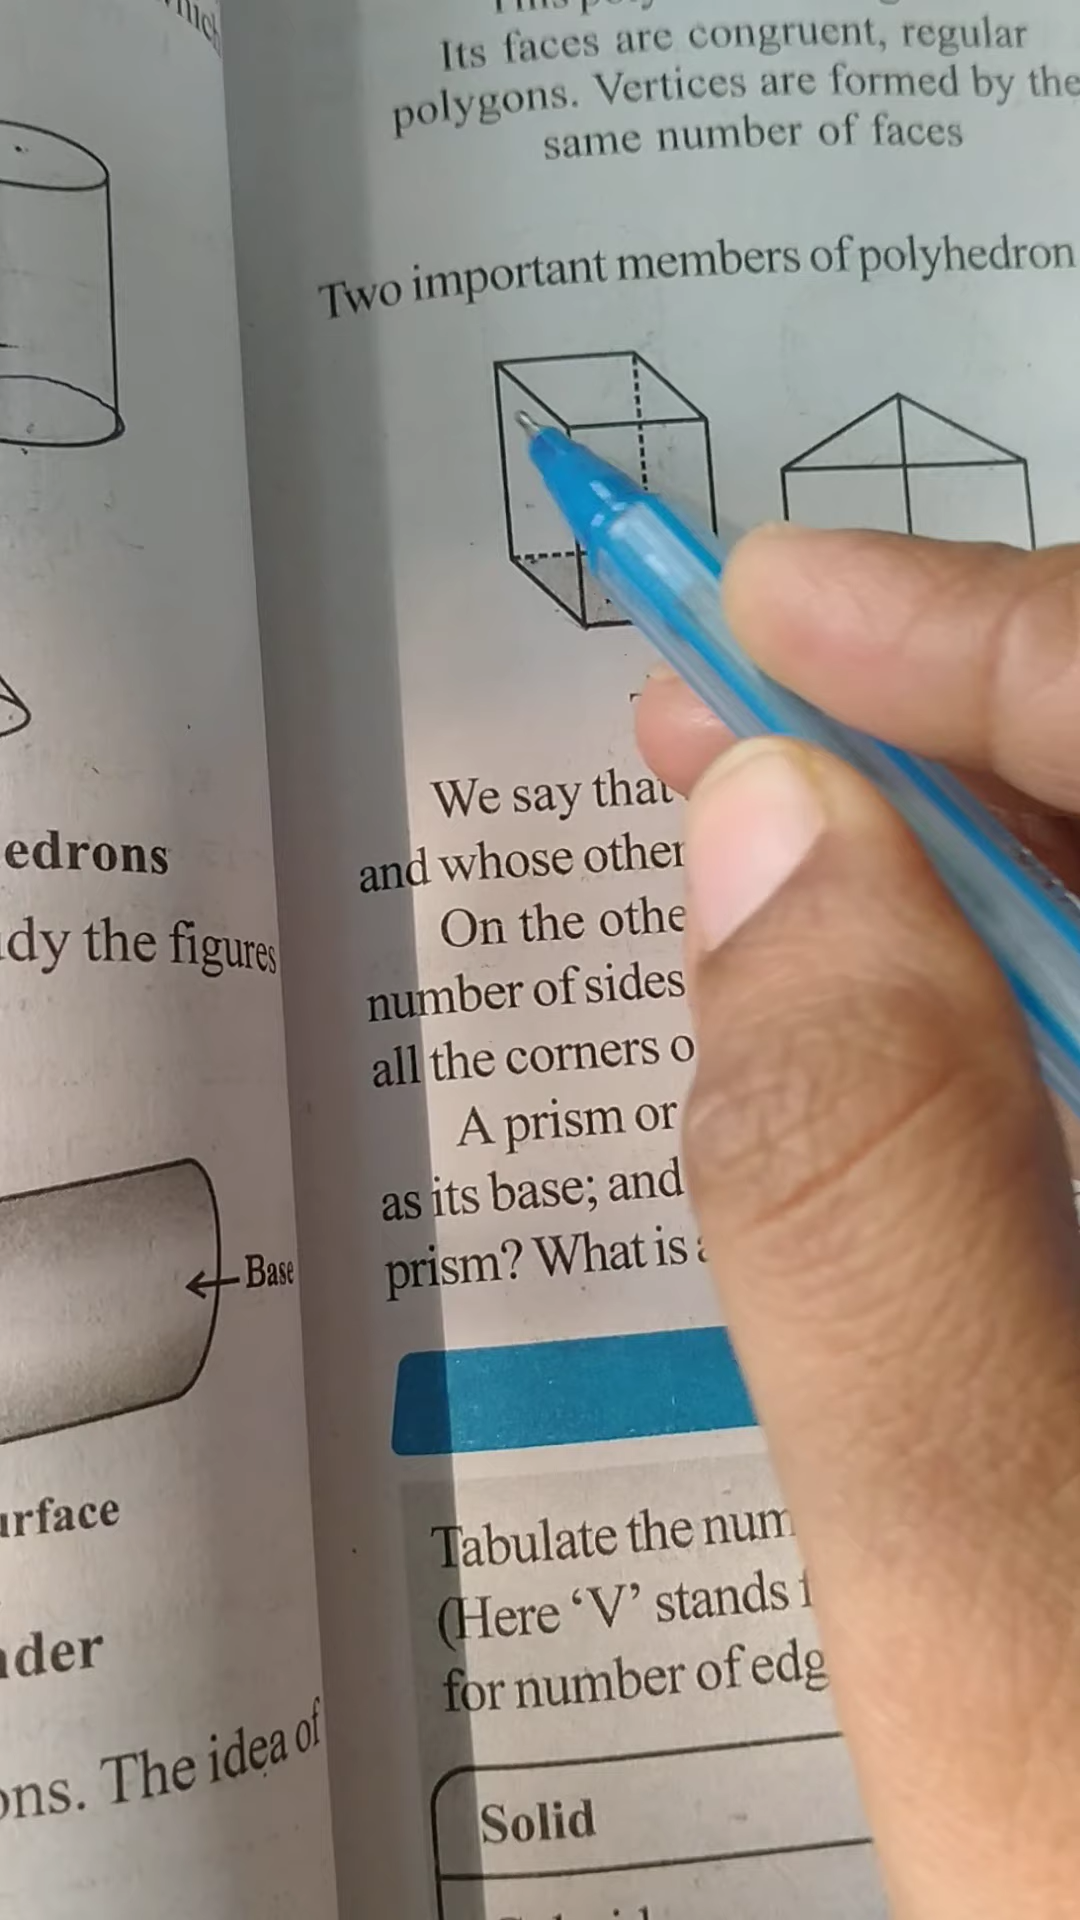 Its faces are congruent, regular
polygons. Vertices are formed by the
same number of faces
Two important members of polyhedron
We say that
and whose other
On the othe
number of sides
all the corners o
A prism or
as its base; and
prism? What is
Tabulate the num
(Here ‘V’ stands
for number of edg
Solid
edrons
dy the figures
Base
urface
nder
ons. The idea of